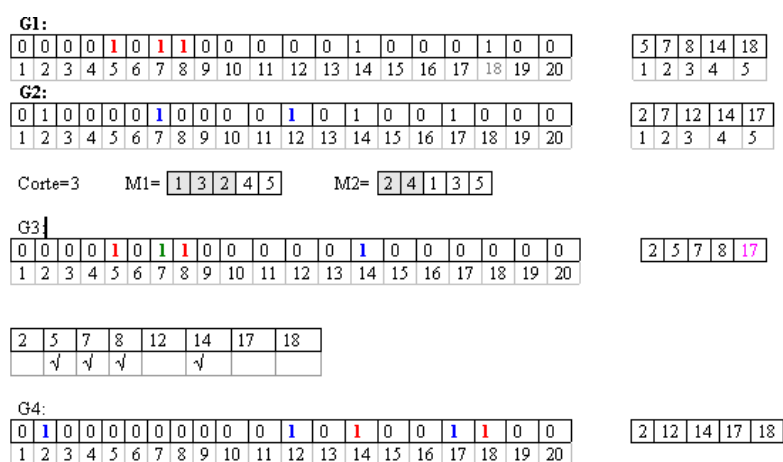 G1:
0 0 0 0 1 0 1 1 0 0 0 0 0 1 0 0 0 1 0 0 5 7 8 14 18
1 2 3 4 5 6 7 8 9 10 11 12 13 14 15 16 17 18 19 20 1 2 3 4 5
G2:
0 1 0 0 0 0 1 0 0 0 0 1 0 1 0 0 1 0 0 0 2 7 12 14 17
1 2 3 4 5 6 7 8 9 10 11 12 13 14 15 16 17 18 19 20 1 2 3 4 5
Corte=3 M1= 1 3 2 4 5 M2= 2 4 1 3 5
G3:
0 0 0 0 1 0 1 1 0 0 0 0 0 1 0 0 0 0 0 0 2 5 7 8 17
1 2 3 4 5 6 7 8 9 10 11 12 13 14 15 16 17 18 19 20
2 5 7 8 12 14 17 18
√ √ √ √
G4:
0 1 0 0 0 0 0 0 0 0 0 1 0 1 0 0 1 1 0 0 2 12 14 17 18
1 2 3 4 5 6 7 8 9 10 11 12 13 14 15 16 17 18 19 20